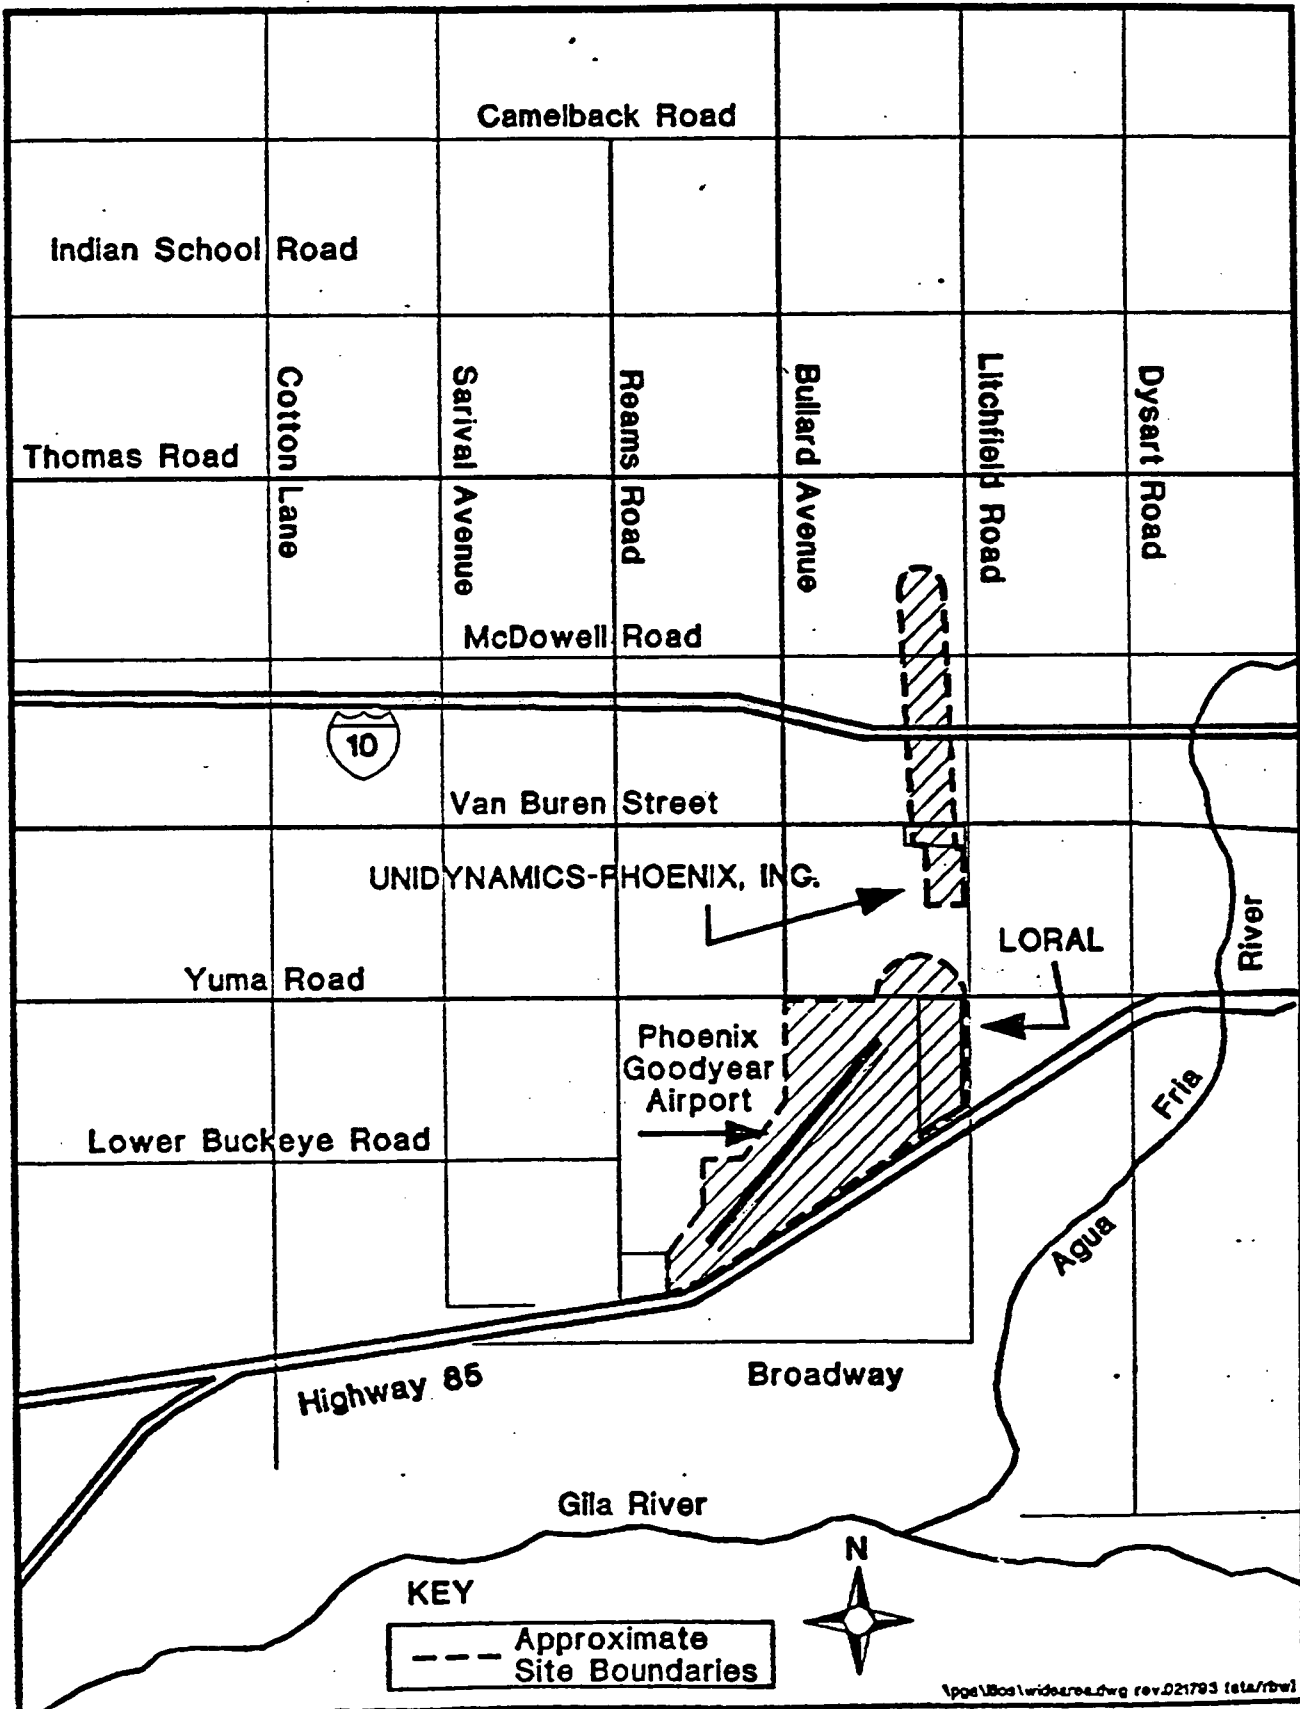 Camelback Road
Indian School Road
Cotton Lane
Sarival Avenue
Reams Road
Bullard Avenue
Litchfield Road
Dysart Road
Thomas Road
McDowell Road
10
Van Buren Street
UNIDYNAMICS-PHOENIX, INC.
LORAL
River
Yuma Road
Phoenix
Goodyear
Airport
Fria
Lower Buckeye Road
Agua
Highway 85
Broadway
Gila River
N
KEY
Approximate
Site Boundaries
rev.021793